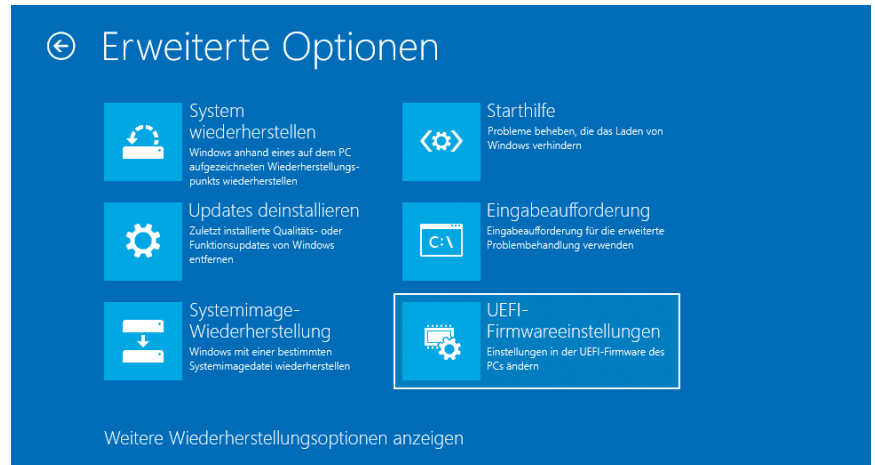 Erweiterte Optionen
System
wiederherstellen
Windows anhand eines auf dem PC
aufgezeichneten Wiederherstellungs-
punkts wiederherstellen
Starthilfe
Probleme beheben, die das Laden von
Windows verhindern
Updates deinstallieren
Zuletzt installierte Qualitäts- oder
Funktionsupdates von Windows
entfernen
C:\
Eingabeaufforderung
Eingabeaufforderung für die erweiterte
Problembehandlung verwenden
Systemimage-
Wiederherstellung
Windows mit einer bestimmten
Systemimagedatei wiederherstellen
UEFI-
Firmwareeinstellungen
Einstellungen in der UEFI-Firmware des
PCs ändern
Weitere Wiederherstellungsoptionen anzeigen